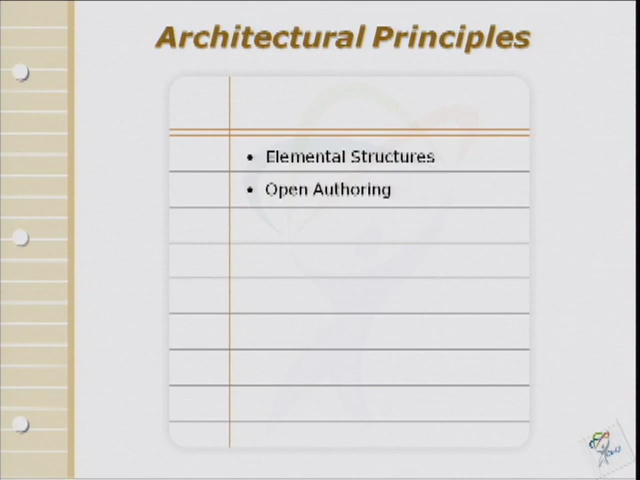 Architectural Principles
• Elemental Structures
• Open Authoring